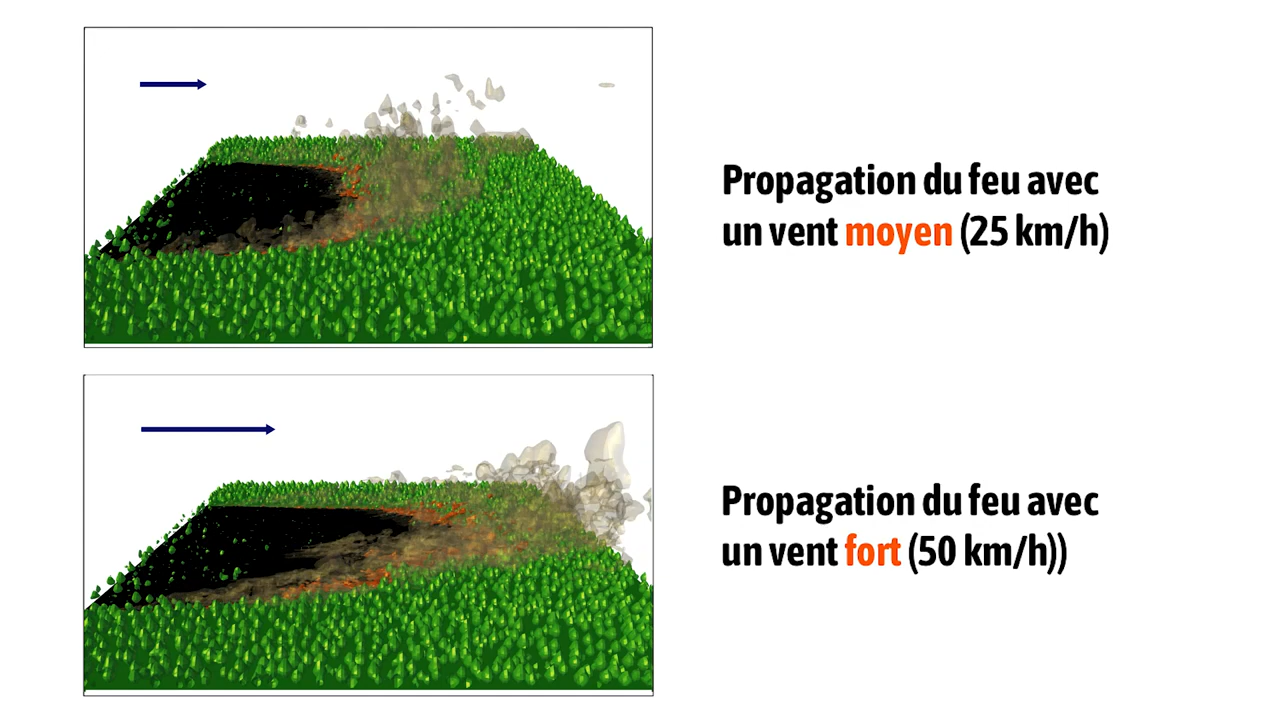 Propagation du feu avec
un vent moyen (25 km/h)
Propagation du feu avec
un vent fort (50 km/h))